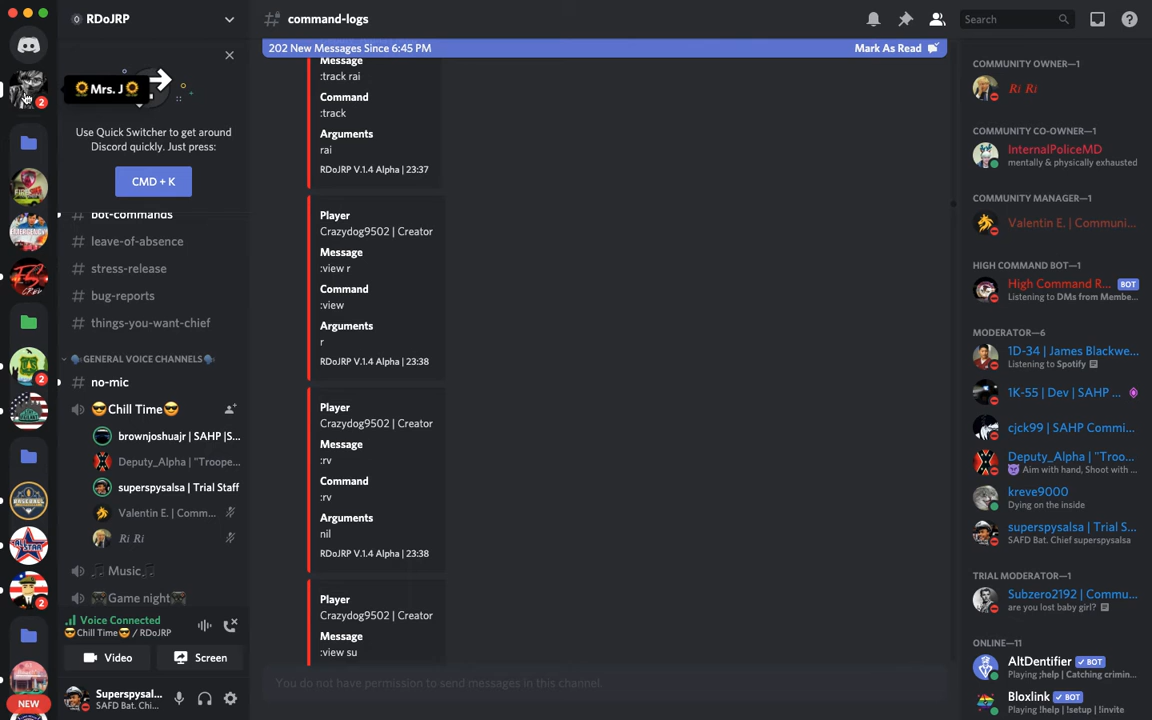 RDoJRP
2
🌻Mrs. J🌻
Use Quick Switcher to get around
Discord quickly. Just press:
CMD + K
# bot-commands
# leave-of-absence
# stress-release
# bug-reports
# things-you-want-chief
🗣GENERAL VOICE CHANNELS🗣
# no-mic
😎Chill Time😎
brownjoshuajr | SAHP |S...
Deputy_Alpha | "Troope...
superspysalsa | Trial Staff
Valentin E. | Comm...
Ri Ri
🎵Music🎵
🎮Game night🎮
Voice Connected
😎Chill Time😎 / RDoJRP
Video
Screen
Superspysal...
SAFD Bat. Chi...
2
2
NEW
command-logs
Search
202 New Messages Since 6:45 PM
Mark As Read
Message
:track rai
Command
:track
Arguments
rai
RDoJRP V.1.4 Alpha | 23:37
Player
Crazydog9502 | Creator
Message
:view r
Command
:view
Arguments
r
RDoJRP V.1.4 Alpha | 23:38
Player
Crazydog9502 | Creator
Message
:rv
Command
:rv
Arguments
nil
RDoJRP V.1.4 Alpha | 23:38
Player
Crazydog9502 | Creator
Message
:view su
You do not have permission to send messages in this channel.
COMMUNITY OWNER—1
Ri Ri
COMMUNITY CO-OWNER—1
InternalPoliceMD
mentally & physically exhausted
COMMUNITY MANAGER—1
Valentin E. | Communi...
HIGH COMMAND BOT—1
High Command R... BOT
Listening to DMs from Membe...
MODERATOR—6
1D-34 | James Blackwe...
Listening to Spotify
1K-55 | Dev | SAHP ...
cjck99 | SAHP Commi...
Deputy_Alpha | "Troo...
😈 Aim with hand, Shoot with ...
kreve9000
Dying on the inside
superspysalsa | Trial S...
SAFD Bat. Chief superspysalsa
TRIAL MODERATOR—1
Subzero2192 | Commu...
are you lost baby girl?
ONLINE—11
AltDentifier ✓BOT
Playing ;help | Catching crimin...
Bloxlink ✓BOT
Playing !help | !setup | !invite